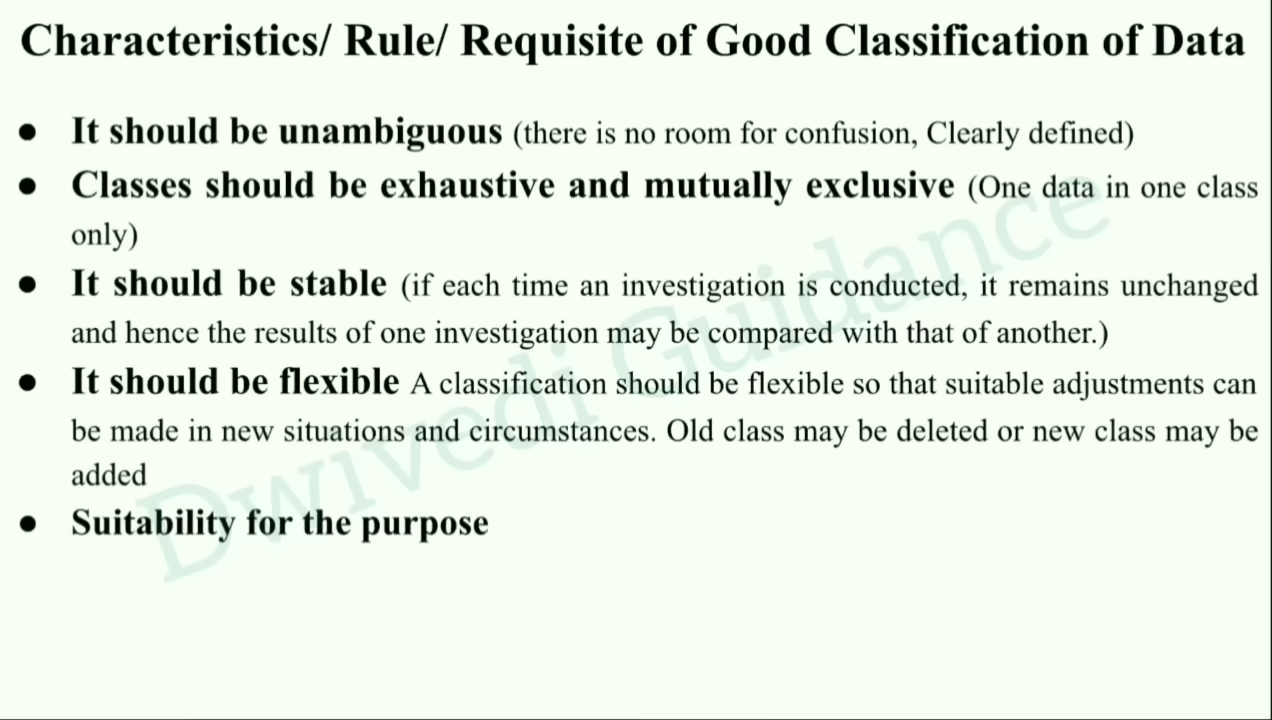 Characteristics/ Rule/ Requisite of Good Classification of Data
● It should be unambiguous (there is no room for confusion, Clearly defined)
● Classes should be exhaustive and mutually exclusive (One data in one class
only)
● It should be stable (if each time an investigation is conducted, it remains unchanged
and hence the results of one investigation may be compared with that of another.)
● It should be flexible A classification should be flexible so that suitable adjustments can
be made in new situations and circumstances. Old class may be deleted or new class may be
added
● Suitability for the purpose
Dwivedi Guidance